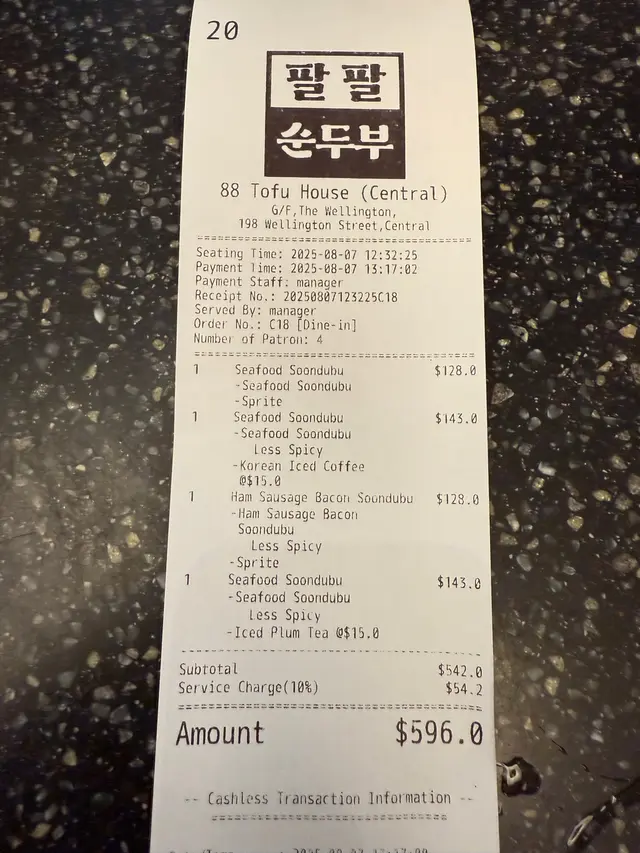 20
팔팔
순두부
88 Tofu House (Central)
G/F,The Wellington,
198 Wellington Street,Central
Seating Time: 2025-08-07 12:32:25
Payment Time: 2025-08-07 13:17:02
Payment Staff: manager
Receipt No.: 20250807123225C18
Served By: manager
Order No.: C18 [Dine-in]
Number of Patron: 4
1 Seafood Soondubu $128.0
-Seafood Soondubu
-Sprite
1 Seafood Soondubu $143.0
-Seafood Soondubu
Less Spicy
-Korean Iced Coffee
@$15.0
1 Ham Sausage Bacon Soondubu $128.0
-Ham Sausage Bacon
Soondubu
Less Spicy
-Sprite
1 Seafood Soondubu $143.0
-Seafood Soondubu
Less Spicy
-Iced Plum Tea @$15.0
Subtotal $542.0
Service Charge(10%) $54.2
Amount $596.0
-- Cashless Transaction Information --